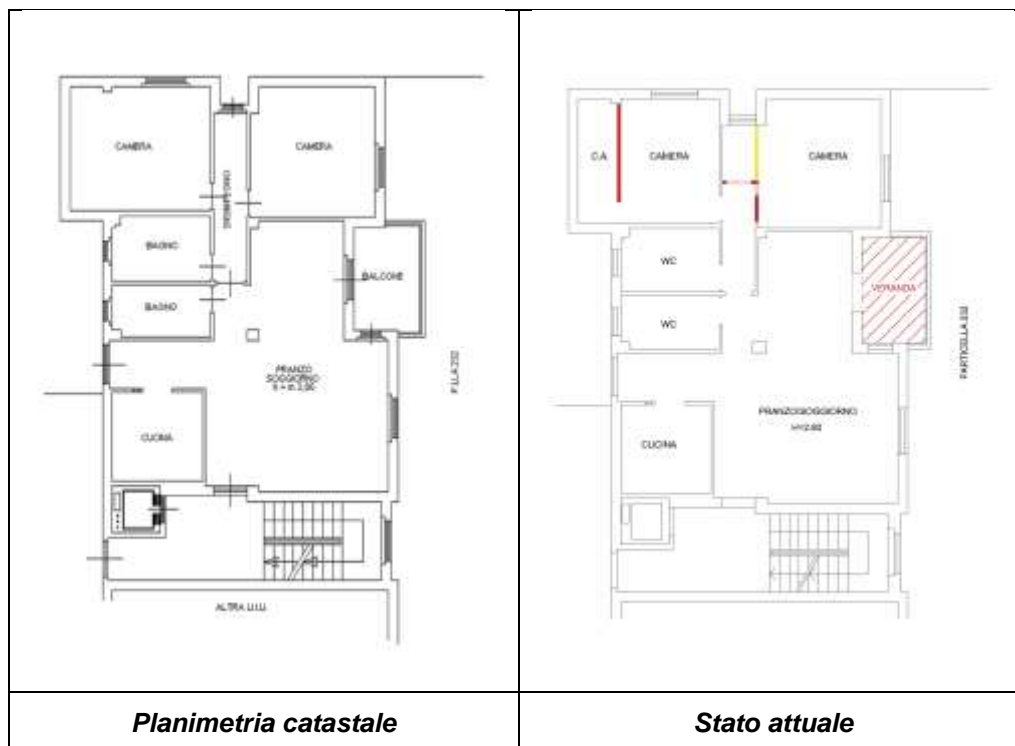 CAMERA
CAMERA
DISIMPEGNO
BAGNO
BALCONE
BAGNO
PRANZO
SOGGIORNO
CUCINA
ALTRA U.I.U.
C.A.
CAMERA
CAMERA
WC
VERANDA
WC
PARTICELLA 232
PRANZO\SOGGIORNO
CUCINA
Planimetria catastale
Stato attuale